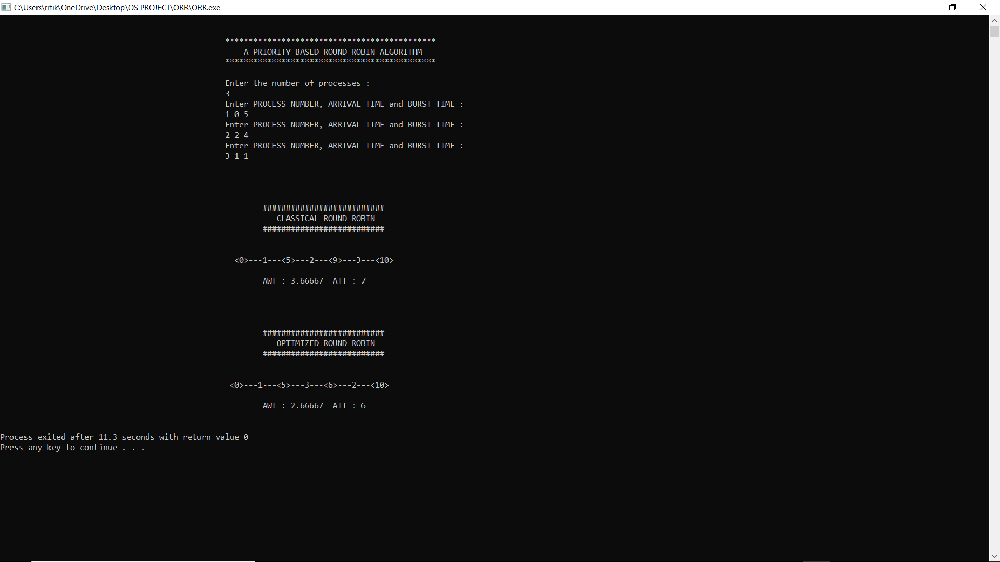 C:\Users\ritik\OneDrive\Desktop\OS PROJECT\ORR\ORR.exe
*********************************************
A PRIORITY BASED ROUND ROBIN ALGORITHM
*********************************************
Enter the number of processes :
3
Enter PROCESS NUMBER, ARRIVAL TIME and BURST TIME :
1 0 5
Enter PROCESS NUMBER, ARRIVAL TIME and BURST TIME :
2 2 4
Enter PROCESS NUMBER, ARRIVAL TIME and BURST TIME :
3 1 1
##########################
CLASSICAL ROUND ROBIN
##########################
<0>---1---<5>---2---<9>---3---<10>
AWT : 3.66667  ATT : 7
##########################
OPTIMIZED ROUND ROBIN
##########################
<0>---1---<5>---3---<6>---2---<10>
AWT : 2.66667  ATT : 6
--------------------------------
Process exited after 11.3 seconds with return value 0
Press any key to continue . . .